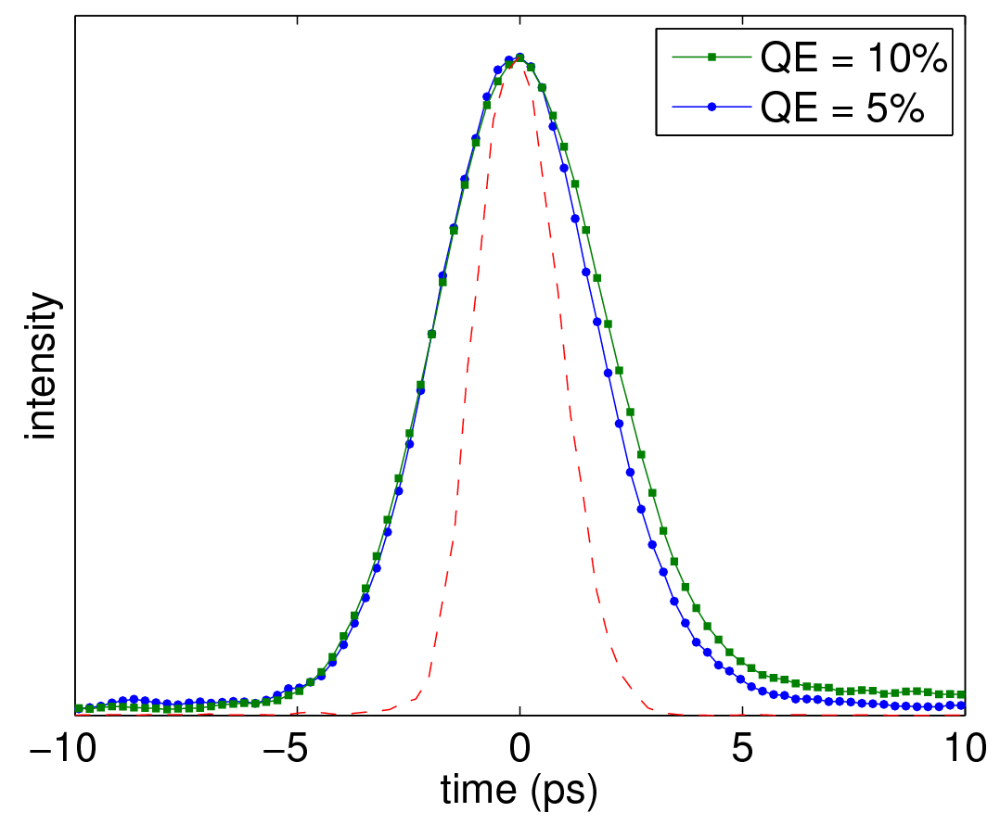 QE = 10%
QE = 5%
intensity
−10
−5
0
5
10
time (ps)